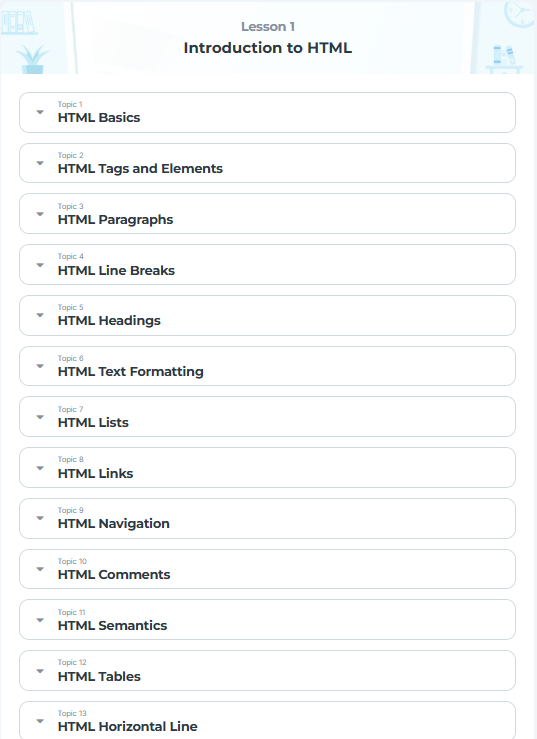 Lesson 1
Introduction to HTML
Topic 1
HTML Basics
Topic 2
HTML Tags and Elements
Topic 3
HTML Paragraphs
Topic 4
HTML Line Breaks
Topic 5
HTML Headings
Topic 6
HTML Text Formatting
Topic 7
HTML Lists
Topic 8
HTML Links
Topic 9
HTML Navigation
Topic 10
HTML Comments
Topic 11
HTML Semantics
Topic 12
HTML Tables
Topic 13
HTML Horizontal Line